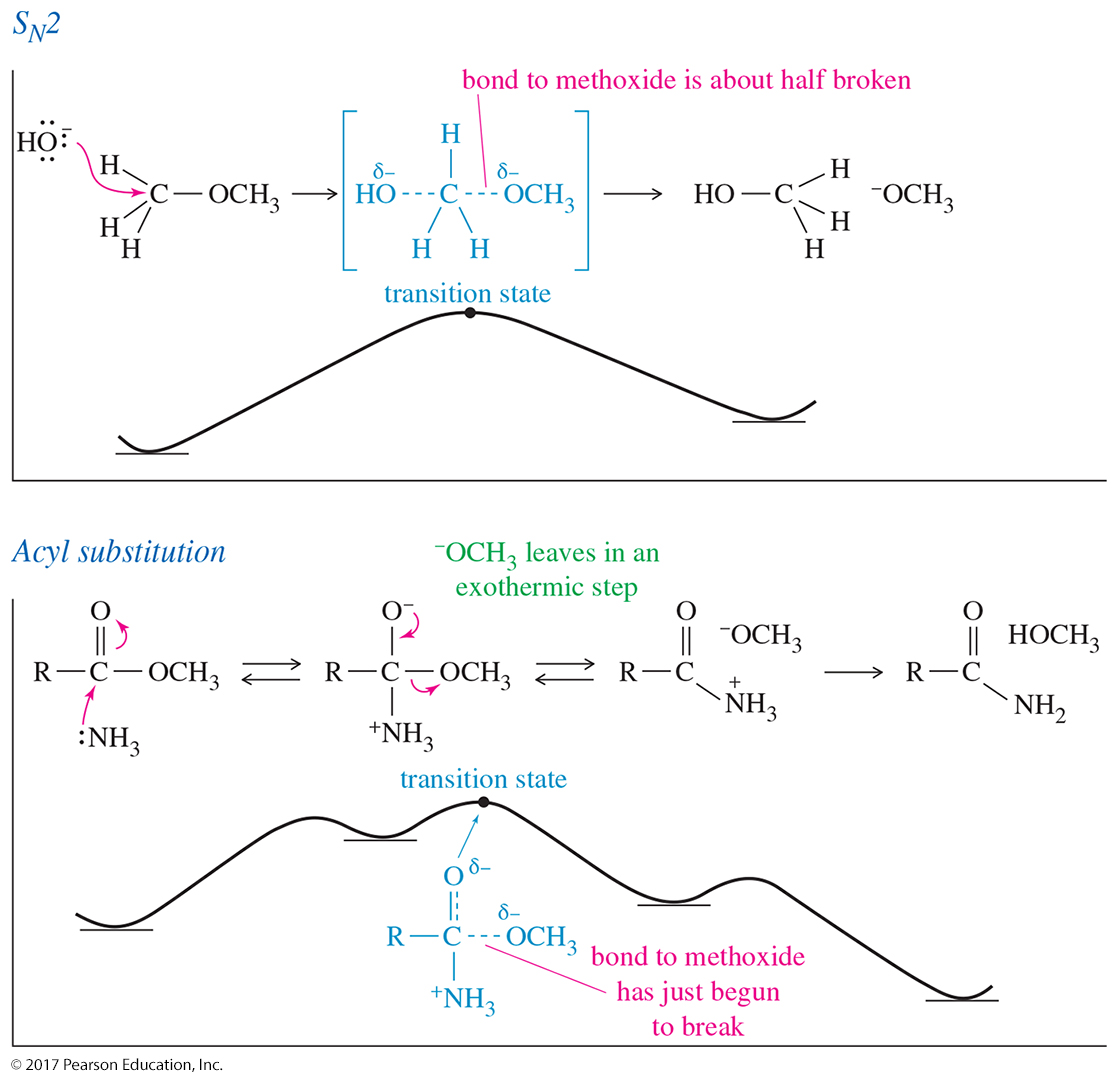 S_N2
bond to methoxide is about half broken
HO:⁻ H H H C — OCH₃ → [ HO δ– --- C --- OCH₃ δ– H H H ] → HO — C H H H ⁻OCH₃
transition state
Acyl substitution
⁻OCH₃ leaves in an
exothermic step
O O⁻ O ⁻OCH₃ O HOCH₃
R — C — OCH₃ R — C — OCH₃ R — C R — C
:NH₃ ⁺NH₃ ⁺NH₃ NH₂
transition state
O δ–
δ–
R — C --- OCH₃
bond to methoxide
⁺NH₃
has just begun
to break
© 2017 Pearson Education, Inc.